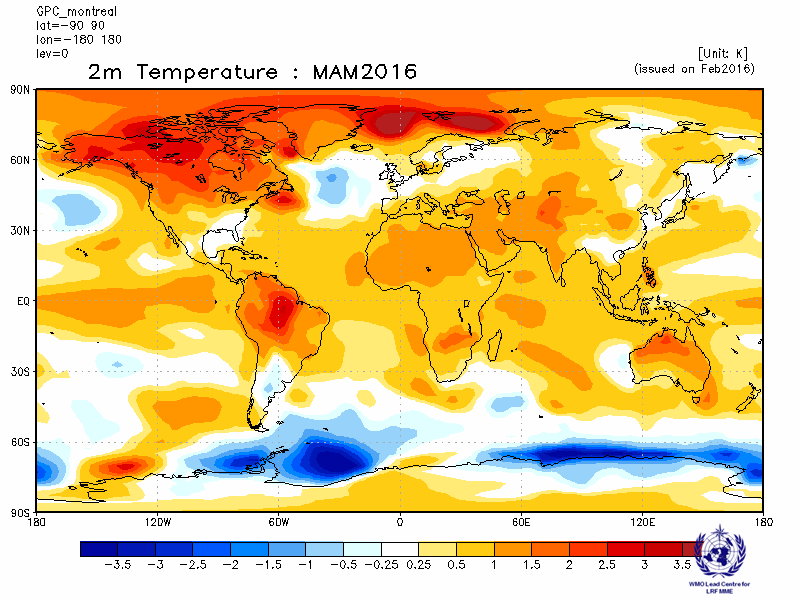 GPC_montreal
lat=-90 90
lon=-180 180
lev=0
[Unit: K]
2m Temperature : MAM2016
(issued on Feb2016)
90N
60N
30N
EQ
30S
60S
90S
180 120W 60W 0 60E 120E 180
-3.5 -3 -2.5 -2 -1.5 -1 -0.5 -0.25 0.25 0.5 1 1.5 2 2.5 3 3.5
WMO Lead Centre for
LRF MME